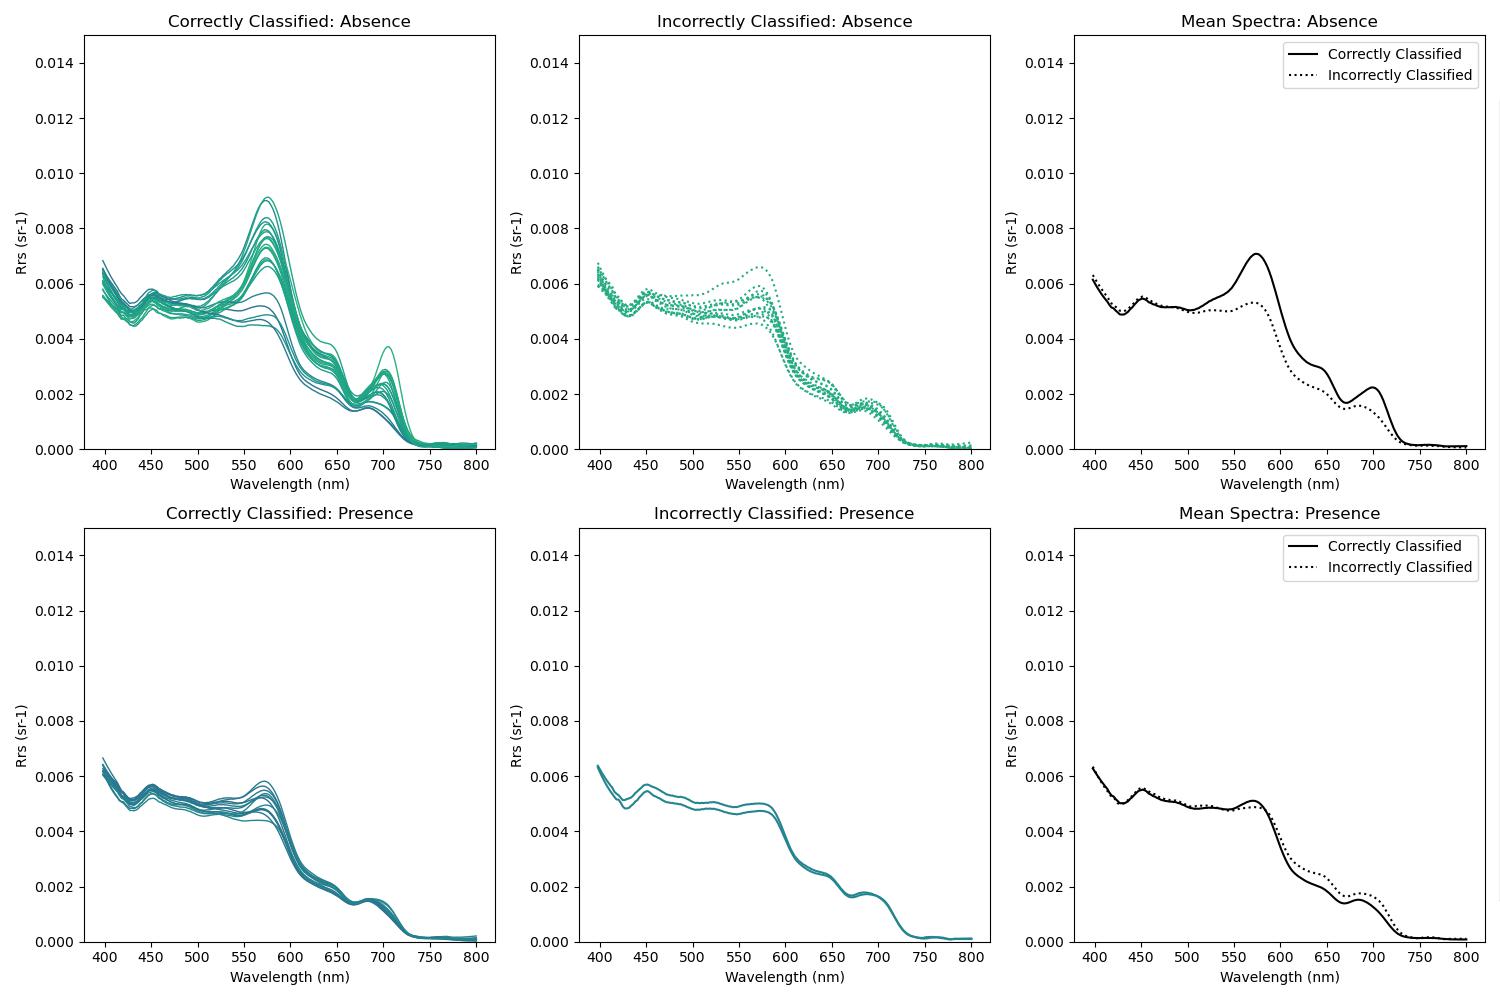 Correctly Classified: Absence
Incorrectly Classified: Absence
Mean Spectra: Absence
0.014
0.012
0.010
0.008
0.006
0.004
0.002
0.000
Rrs (sr-1)
400 450 500 550 600 650 700 750 800
Wavelength (nm)
0.014
0.012
0.010
0.008
0.006
0.004
0.002
0.000
Rrs (sr-1)
400 450 500 550 600 650 700 750 800
Wavelength (nm)
0.014
0.012
0.010
0.008
0.006
0.004
0.002
0.000
Rrs (sr-1)
Correctly Classified
Incorrectly Classified
400 450 500 550 600 650 700 750 800
Wavelength (nm)
Correctly Classified: Presence
Incorrectly Classified: Presence
Mean Spectra: Presence
0.014
0.012
0.010
0.008
0.006
0.004
0.002
0.000
Rrs (sr-1)
400 450 500 550 600 650 700 750 800
Wavelength (nm)
0.014
0.012
0.010
0.008
0.006
0.004
0.002
0.000
Rrs (sr-1)
400 450 500 550 600 650 700 750 800
Wavelength (nm)
0.014
0.012
0.010
0.008
0.006
0.004
0.002
0.000
Rrs (sr-1)
Correctly Classified
Incorrectly Classified
400 450 500 550 600 650 700 750 800
Wavelength (nm)